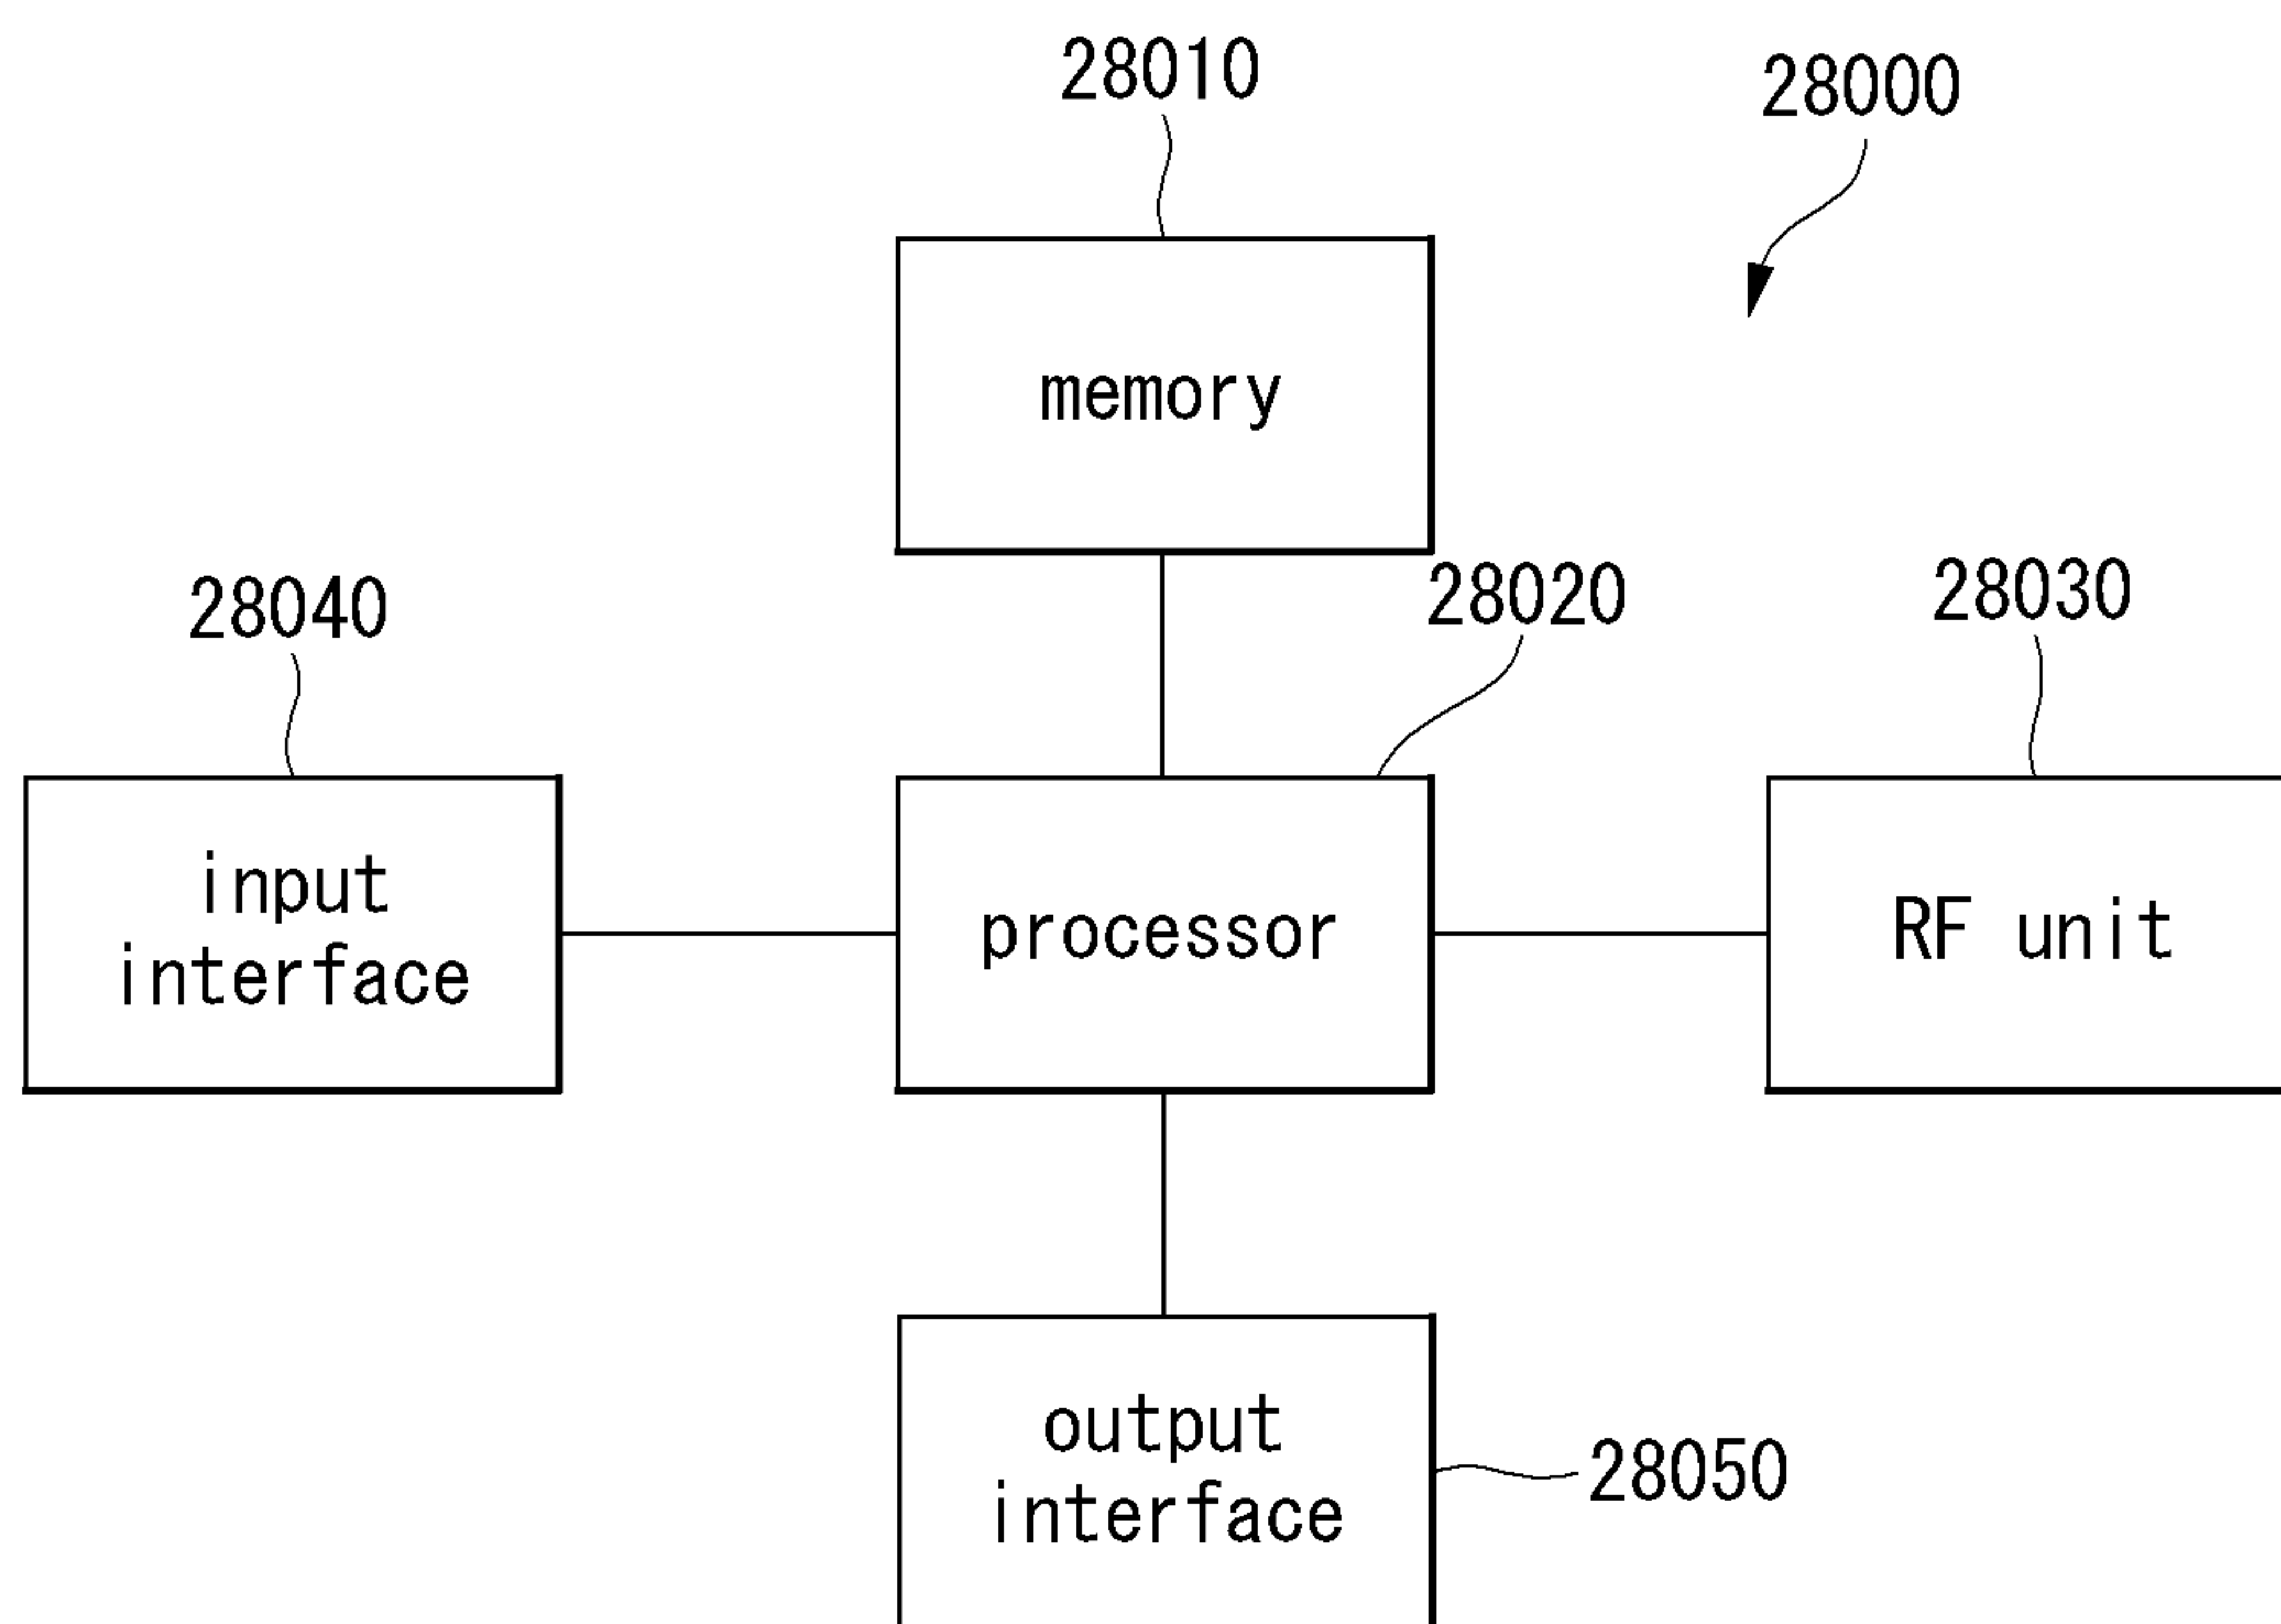 28010
28000
memory
28040
28020
28030
input
interface
processor
RF unit
output
interface
28050